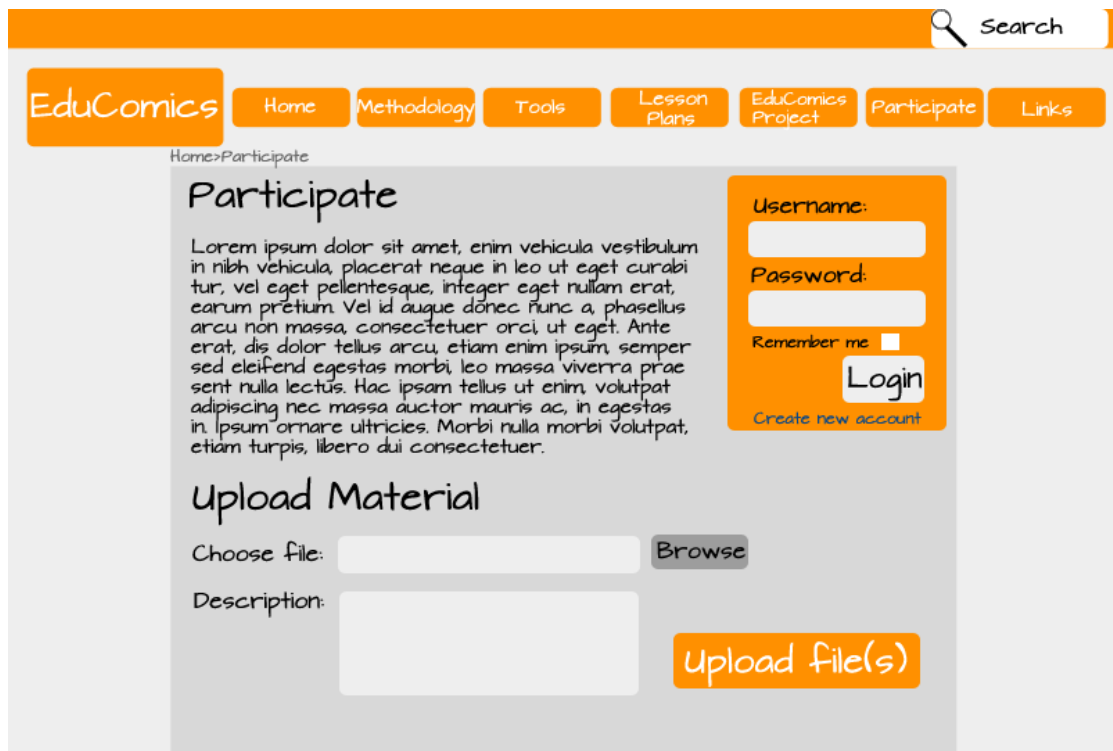 Search
EduComics
Home
Methodology
Tools
Lesson
Plans
EduComics
Project
Participate
Links
Home>Participate
Participate
Lorem ipsum dolor sit amet, enim vehicula vestibulum
in nibh vehicula, placerat neque in leo ut eget curabi
tur, vel eget pellentesque, integer eget nullam erat,
earum pretium. Vel id augue donec nunc a, phasellus
arcu non massa, consectetuer orci, ut eget. Ante
erat, dis dolor tellus arcu, etiam enim ipsum, semper
sed eleifend egestas morbi, leo massa viverra prae
sent nulla lectus. Hac ipsam tellus ut enim, volutpat
adipiscing nec massa auctor mauris ac, in egestas
in. Ipsum ornare ultricies. Morbi nulla morbi volutpat,
etiam turpis, libero dui consectetuer.
Username:
Password:
Remember me
Login
Create new account
Upload Material
Choose file:
Browse
Description:
Upload file(s)